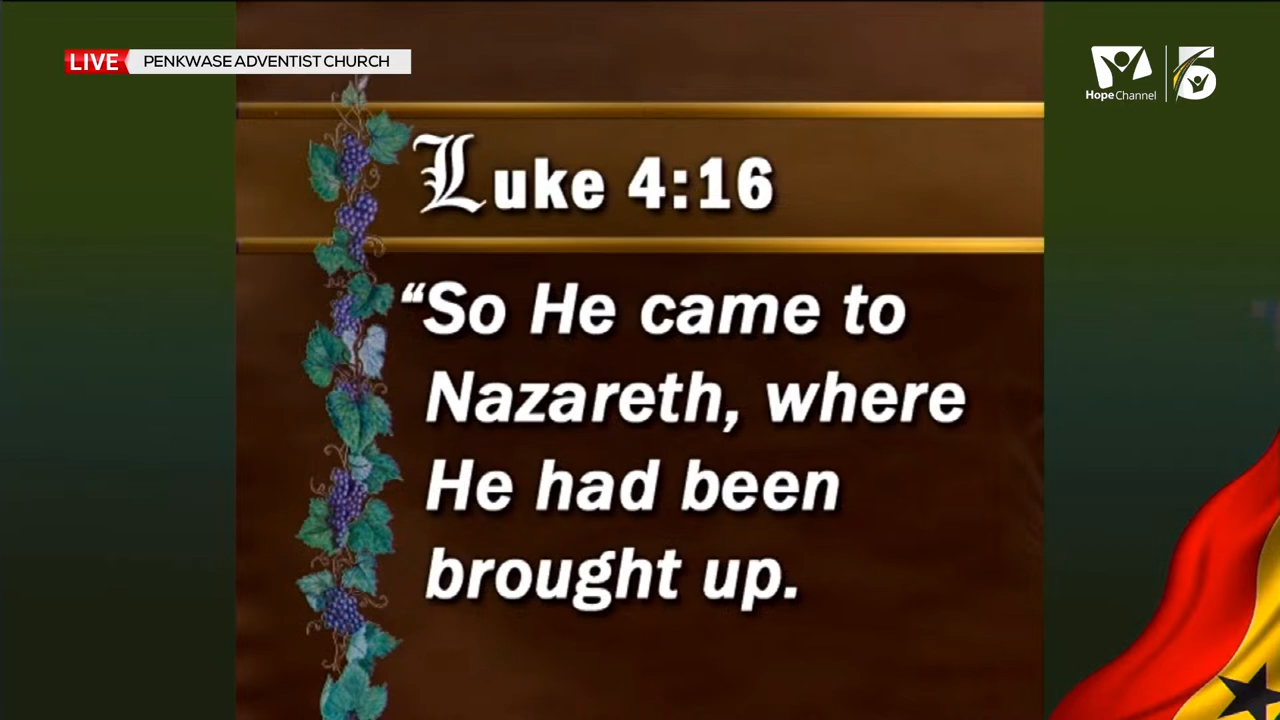 LIVE PENKWASE ADVENTIST CHURCH
Hope Channel 5
Luke 4:16
“So He came to
Nazareth, where
He had been
brought up.